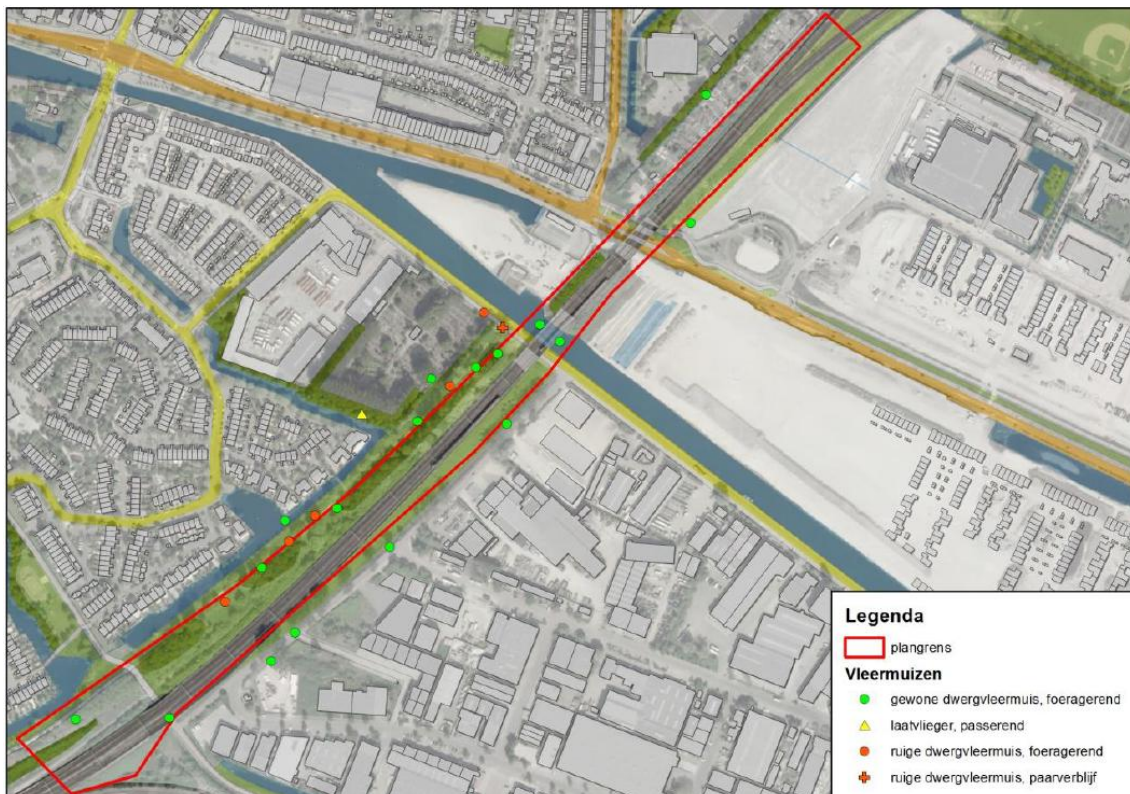 Legenda
plangrens
Vleermuizen
gewone dwergvleermuis, foeragerend
laatvlieger, passerend
ruige dwergvleermuis, foeragerend
ruige dwergvleermuis, paarverblijf